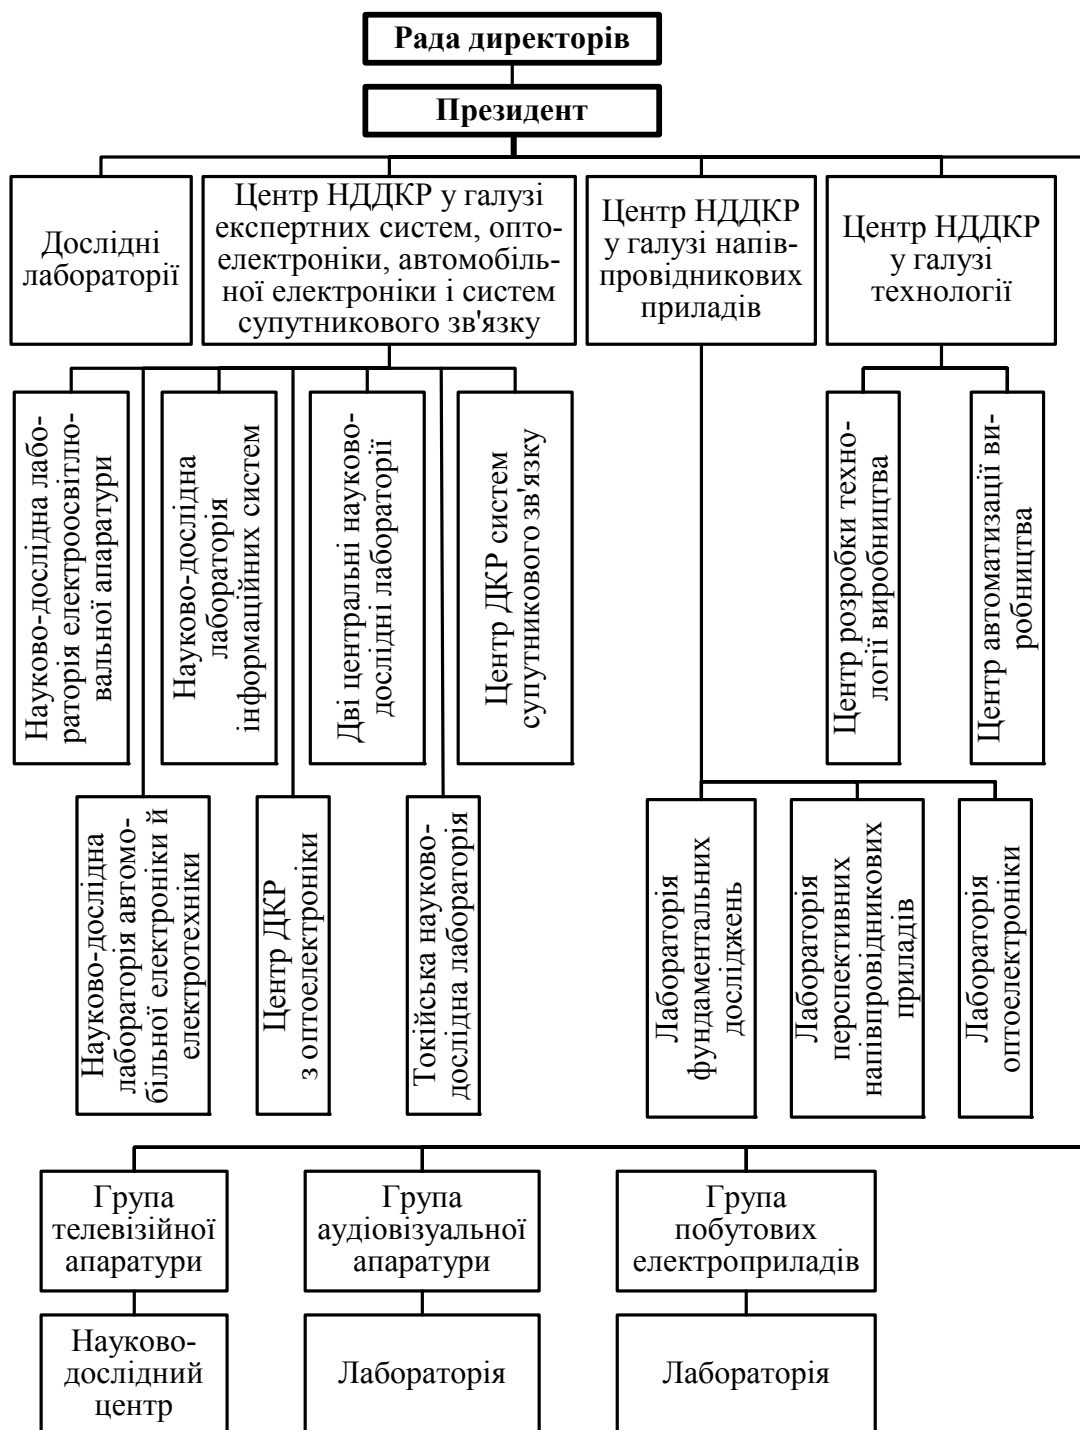 Рада директорів
Президент
Дослідні
лабораторії
Центр НДДКР у галузі
експертних систем, опто-
електроніки, автомобіль-
ної електроніки і систем
супутникового зв'язку
Центр НДДКР
у галузі напів-
провідникових
приладів
Центр НДДКР
у галузі
технології
Науково-дослідна лабо-
раторія електроосвітлю-
вальної апаратури
Науково-дослідна
лабораторія
інформаційних систем
Дві центральні науково-
дослідні лабораторії
Центр ДКР систем
супутникового зв'язку
Центр розробки техно-
логії виробництва
Центр автоматизації ви-
робництва
Науково-дослідна
лабораторія автомо-
більної електроніки й
електротехніки
Центр ДКР
з оптоелектроніки
Токійська науково-
дослідна лабораторія
Лабораторія
фундаментальних
досліджень
Лабораторія
перспективних
напівпровідникових
приладів
Лабораторія
оптоелектроніки
Група
телевізійної
апаратури
Група
аудіовізуальної
апаратури
Група
побутових
електроприладів
Науково-
дослідний
центр
Лабораторія
Лабораторія